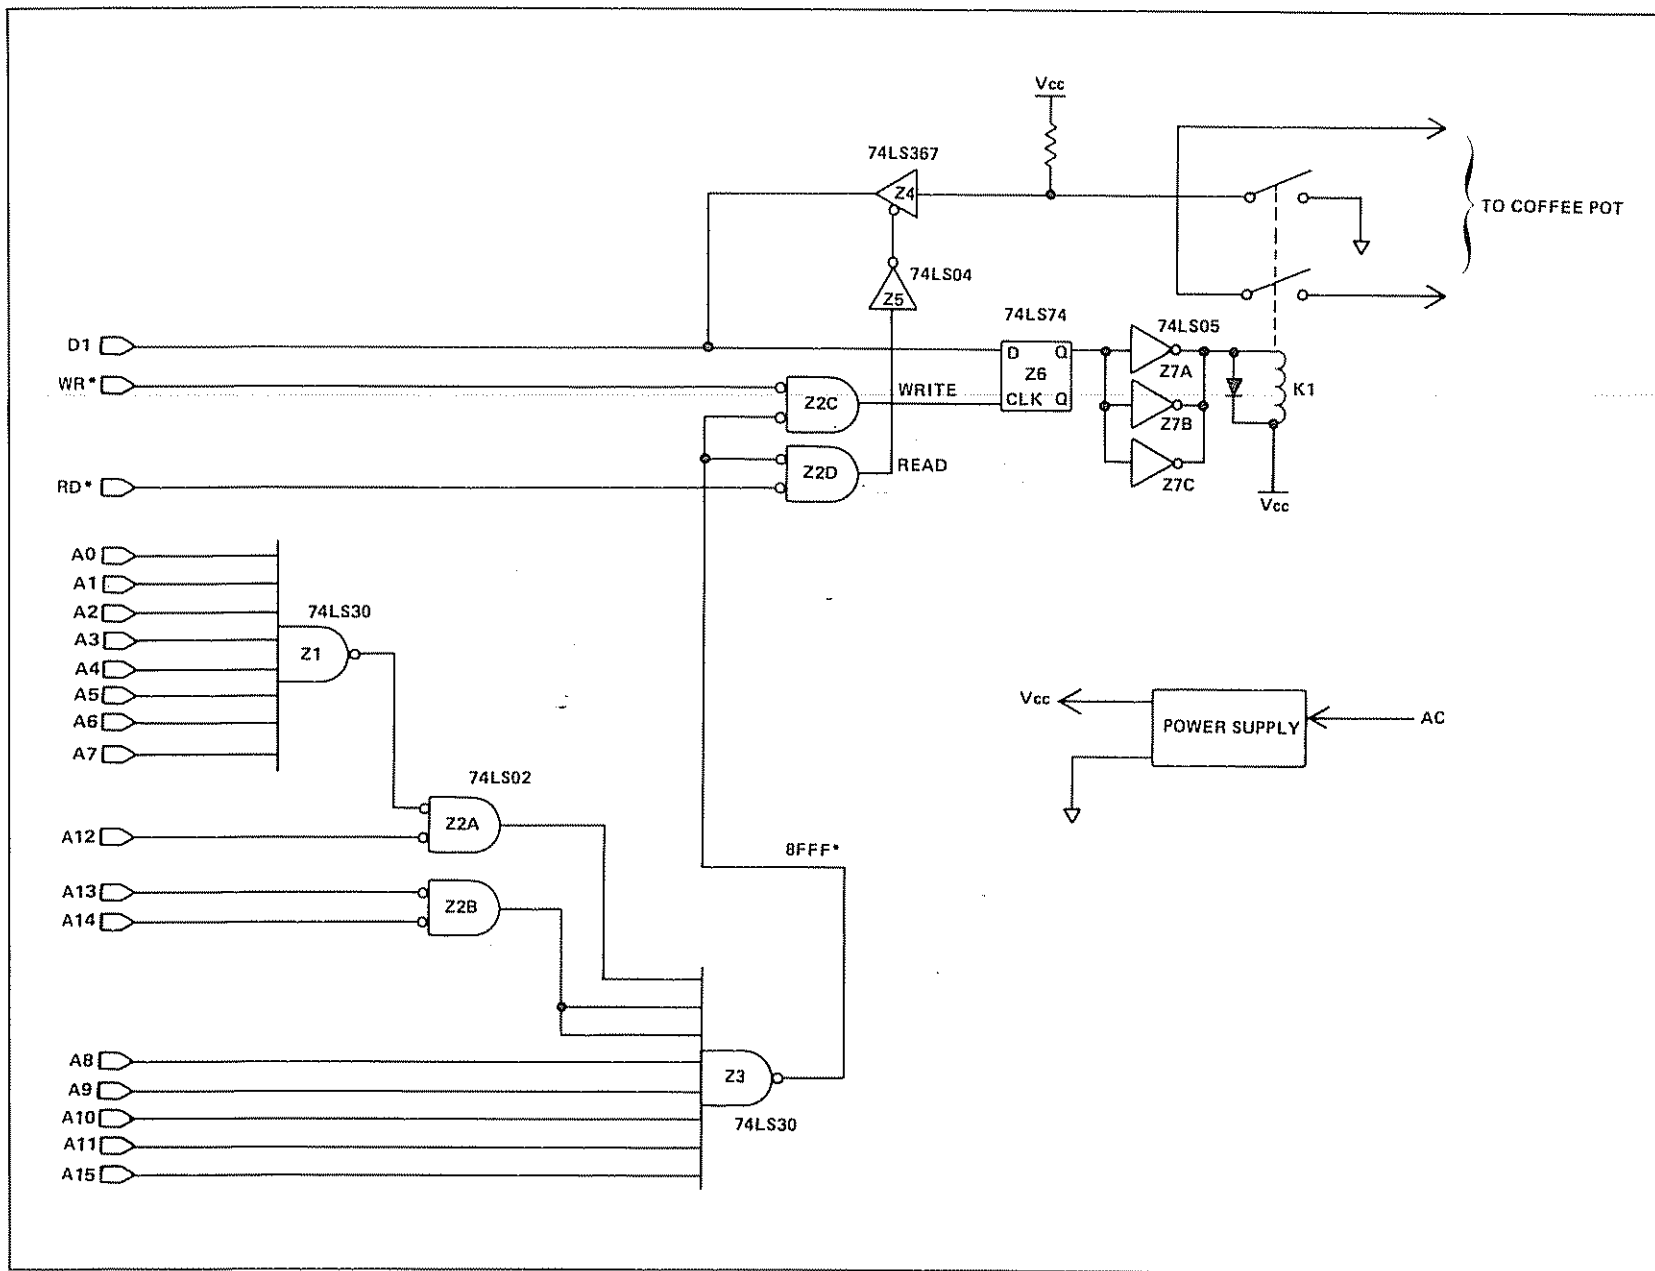 Vcc
74LS367
Z4
TO COFFEE POT
74LS04
Z5
74LS74
74LS05
D1
D Q
Z6
CLK Q
Z7A
WR*
Z2C
WRITE
K1
Z7B
Z2D
READ
RD*
Z7C
Vcc
A0
A1
A2
74LS30
A3
Z1
A4
A5
A6
A7
Vcc
POWER SUPPLY
AC
74LS02
A12
Z2A
8FFF*
A13
Z2B
A14
A8
Z3
A9
A10
74LS30
A11
A15